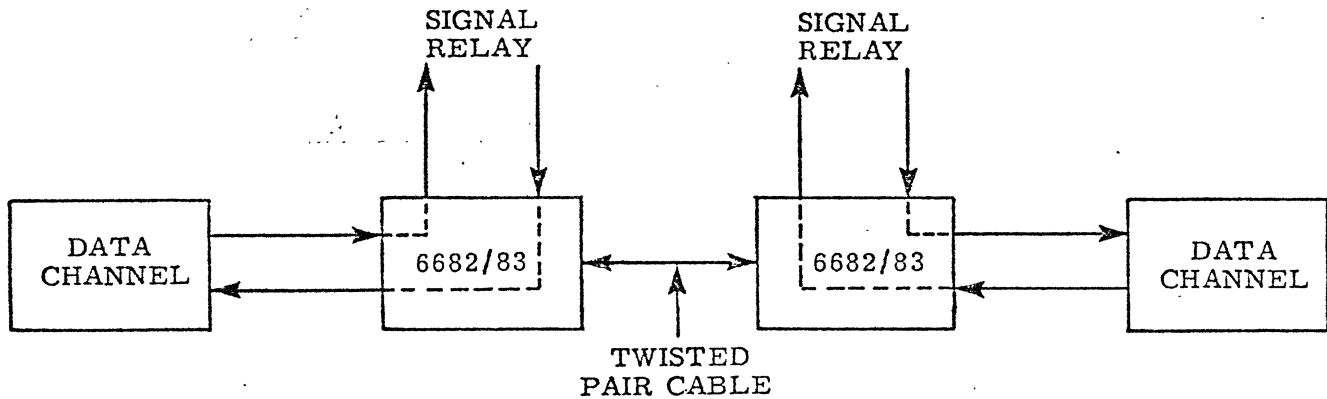 SIGNAL
RELAY
SIGNAL
RELAY
DATA
CHANNEL
6682/83
6682/83
DATA
CHANNEL
TWISTED
PAIR CABLE